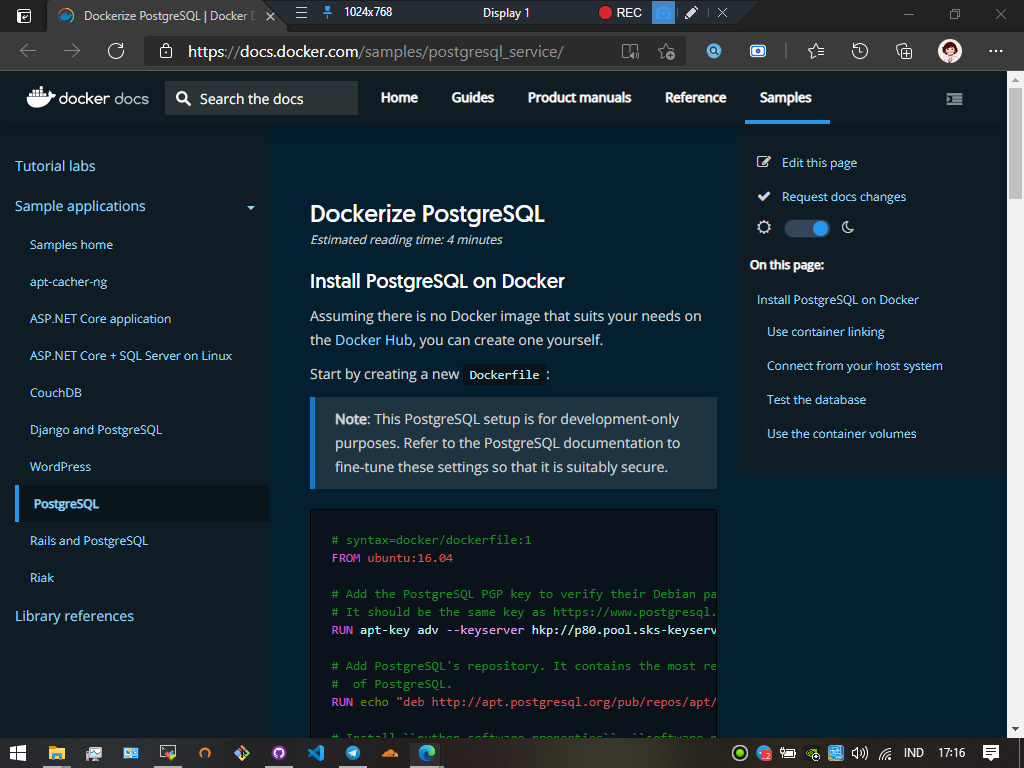 Dockerize PostgreSQL | Docker D
1024x768
Display 1
REC
https://docs.docker.com/samples/postgresql_service/
docker docs
Search the docs
Home
Guides
Product manuals
Reference
Samples
Tutorial labs
Sample applications
Samples home
apt-cacher-ng
ASP.NET Core application
ASP.NET Core + SQL Server on Linux
CouchDB
Django and PostgreSQL
WordPress
PostgreSQL
Rails and PostgreSQL
Riak
Library references
Dockerize PostgreSQL
Estimated reading time: 4 minutes
Install PostgreSQL on Docker
Assuming there is no Docker image that suits your needs on
the Docker Hub, you can create one yourself.
Start by creating a new Dockerfile :
Note: This PostgreSQL setup is for development-only
purposes. Refer to the PostgreSQL documentation to
fine-tune these settings so that it is suitably secure.
# syntax=docker/dockerfile:1
FROM ubuntu:16.04
# Add the PostgreSQL PGP key to verify their Debian pa
# It should be the same key as https://www.postgresql.
RUN apt-key adv --keyserver hkp://p80.pool.sks-keyserv
# Add PostgreSQL's repository. It contains the most re
#  of PostgreSQL.
RUN echo "deb http://apt.postgresql.org/pub/repos/apt/
# Install ``python-software-properties``, ``software-p
Edit this page
Request docs changes
On this page:
Install PostgreSQL on Docker
Use container linking
Connect from your host system
Test the database
Use the container volumes
IND
17:16